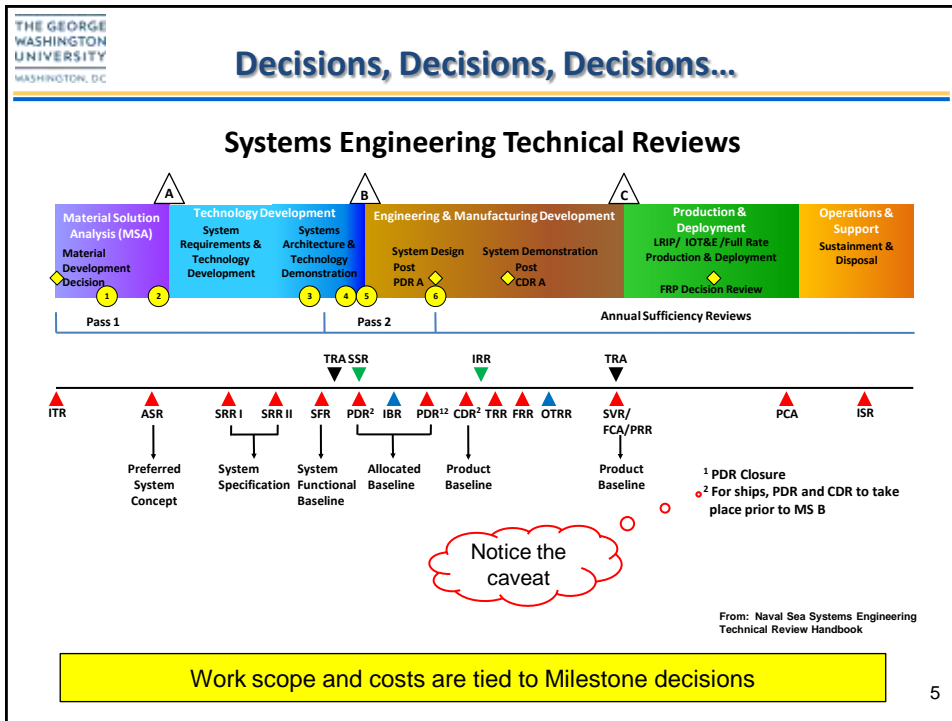 THE GEORGE
WASHINGTON
UNIVERSITY
WASHINGTON, DC
Decisions, Decisions, Decisions…
Systems Engineering Technical Reviews
A
B
C
Material Solution
Analysis (MSA)
Material
Development
Decision
1
2
Technology Development
System
Requirements &
Technology
Development
Systems
Architecture &
Technology
Demonstration
3
4
5
Engineering & Manufacturing Development
System Design
Post
PDR A
6
System Demonstration
Post
CDR A
Production &
Deployment
LRIP/ IOT&E /Full Rate
Production & Deployment
FRP Decision Review
Operations &
Support
Sustainment &
Disposal
Pass 1
Pass 2
Annual Sufficiency Reviews
TRA SSR
IRR
TRA
ITR
ASR
SRR I
SRR II
SFR
PDR²
IBR
PDR¹²
CDR²
TRR
FRR
OTRR
SVR/
FCA/PRR
PCA
ISR
Preferred
System
Concept
System
Specification
System
Functional
Baseline
Allocated
Baseline
Product
Baseline
Product
Baseline
¹ PDR Closure
² For ships, PDR and CDR to take
place prior to MS B
Notice the
caveat
From: Naval Sea Systems Engineering
Technical Review Handbook
Work scope and costs are tied to Milestone decisions
5